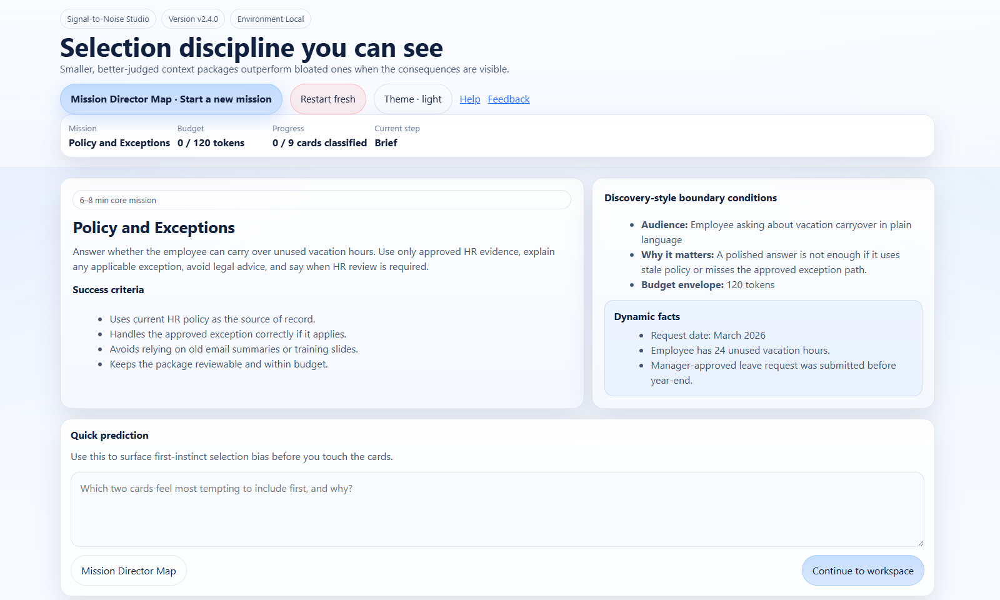 Signal-to-Noise Studio
Version v2.4.0
Environment Local
Selection discipline you can see
Smaller, better-judged context packages outperform bloated ones when the consequences are visible.
Mission Director Map · Start a new mission
Restart fresh
Theme · light
Help
Feedback
Mission
Policy and Exceptions
Budget
0 / 120 tokens
Progress
0 / 9 cards classified
Current step
Brief
6–8 min core mission
Policy and Exceptions
Answer whether the employee can carry over unused vacation hours. Use only approved HR evidence, explain
any applicable exception, avoid legal advice, and say when HR review is required.
Success criteria
Uses current HR policy as the source of record.
Handles the approved exception correctly if it applies.
Avoids relying on old email summaries or training slides.
Keeps the package reviewable and within budget.
Discovery-style boundary conditions
Audience: Employee asking about vacation carryover in plain
language
Why it matters: A polished answer is not enough if it uses
stale policy or misses the approved exception path.
Budget envelope: 120 tokens
Dynamic facts
Request date: March 2026
Employee has 24 unused vacation hours.
Manager-approved leave request was submitted before
year-end.
Quick prediction
Use this to surface first-instinct selection bias before you touch the cards.
Which two cards feel most tempting to include first, and why?
Mission Director Map
Continue to workspace